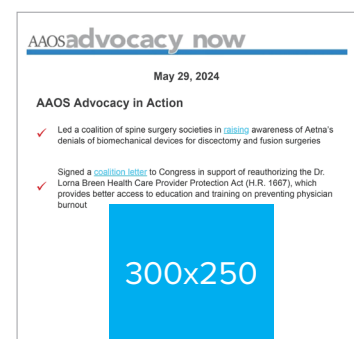 AAOS advocacy now
May 29, 2024
AAOS Advocacy in Action
Led a coalition of spine surgery societies in raising awareness of Aetna's
denials of biomechanical devices for discectomy and fusion surgeries
Signed a coalition letter to Congress in support of reauthorizing the Dr.
Lorna Breen Health Care Provider Protection Act (H.R. 1667), which
provides better access to education and training on preventing physician
burnout
300x250